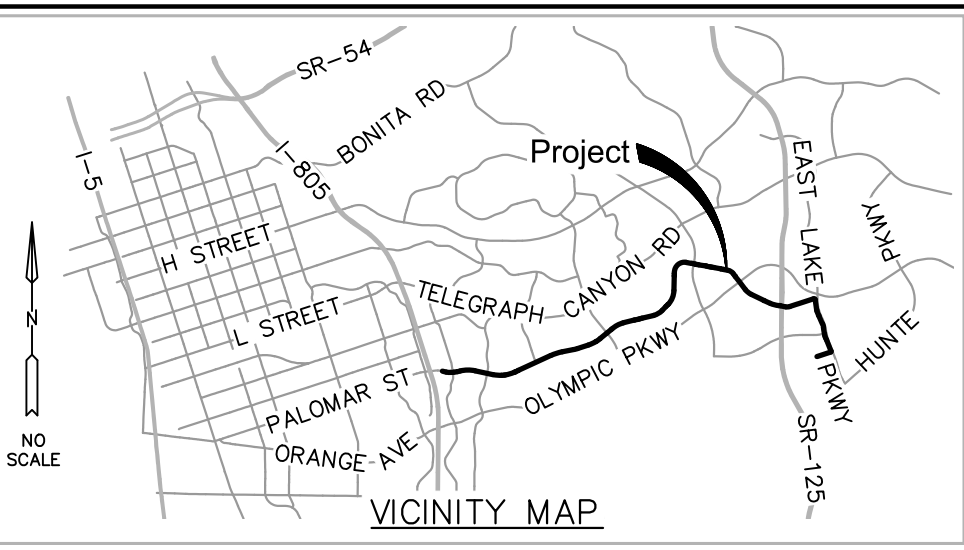 SR-54
BONITA RD
I-5
I-805
Project
EAST LAKE PKWY
HUNTE PKWY
H STREET
TELEGRAPH CANYON RD
L STREET
OLYMPIC PKWY
PALOMAR ST
ORANGE AVE
SR-125
N
NO
SCALE
VICINITY MAP